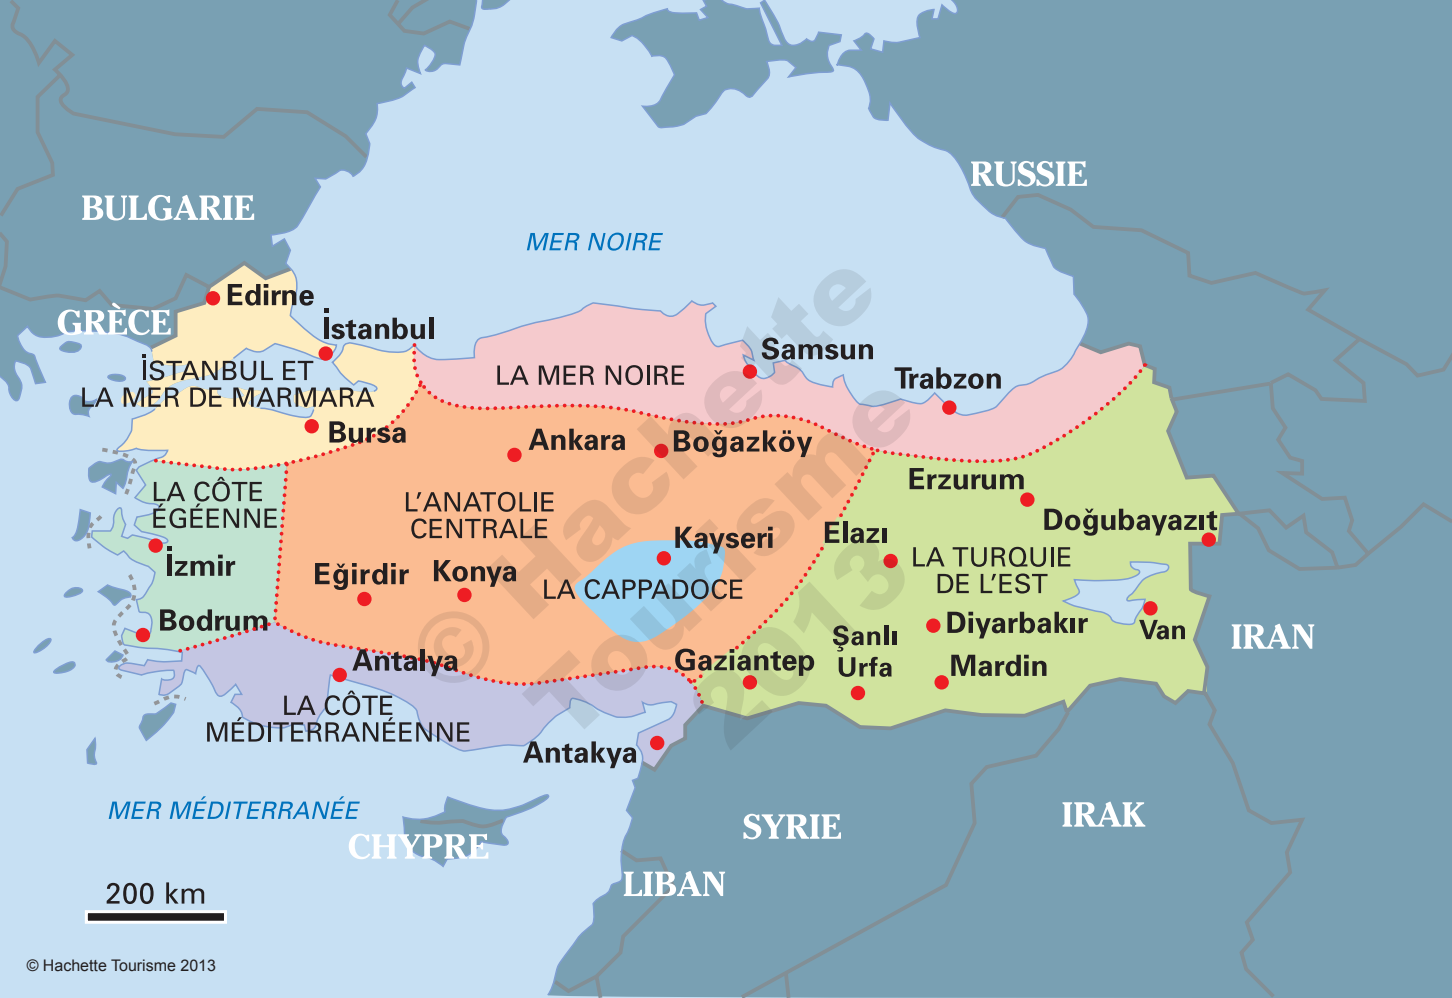 RUSSIE
BULGARIE
MER NOIRE
Edirne
GRÈCE
İstanbul
Samsun
İSTANBUL ET
LA MER DE MARMARA
LA MER NOIRE
Trabzon
Bursa
Ankara
Boğazköy
LA CÔTE
ÉGÉENNE
L'ANATOLIE
CENTRALE
Erzurum
Doğubayazıt
Kayseri
Elazı
LA TURQUIE
DE L'EST
İzmir
Eğirdir
Konya
LA CAPPADOCE
Bodrum
Diyarbakır
Van
IRAN
Şanlı
Urfa
Antalya
Gaziantep
Mardin
LA CÔTE
MÉDITERRANÉENNE
Antakya
MER MÉDITERRANÉE
CHYPRE
SYRIE
IRAK
LIBAN
200 km
© Hachette
Tourisme
2013
© Hachette Tourisme 2013